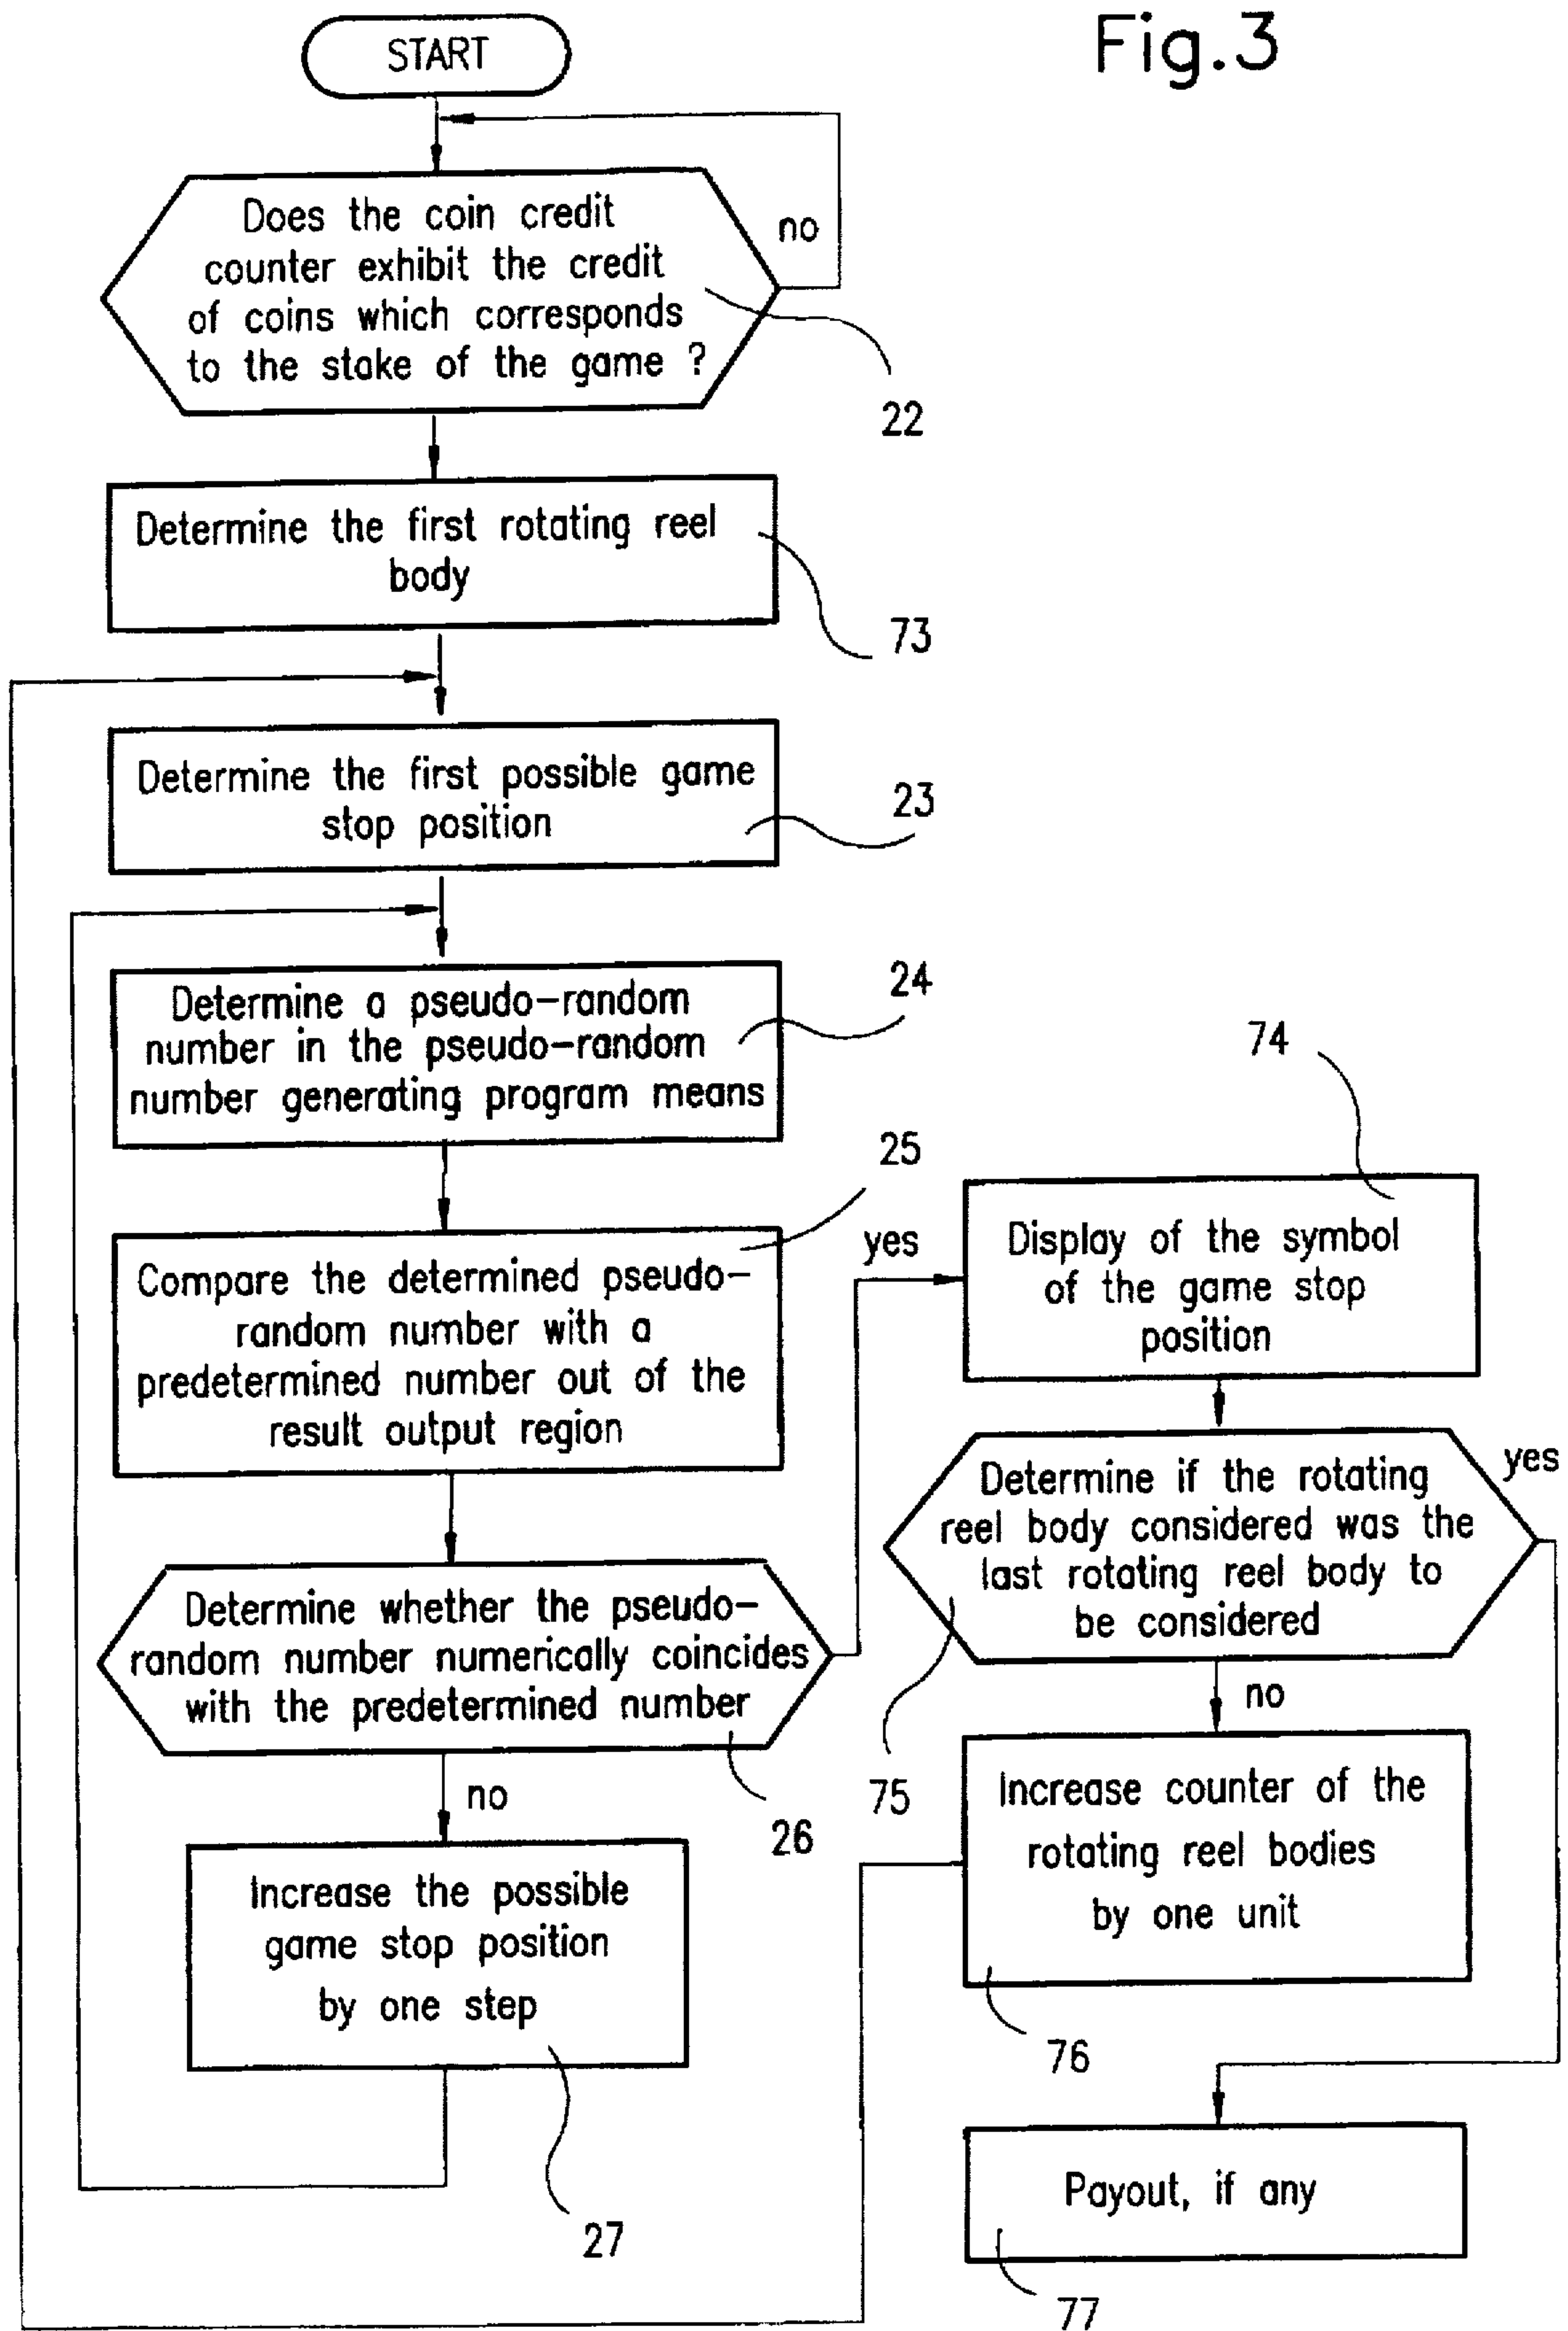 Fig.3
START
Does the coin credit
counter exhibit the credit
of coins which corresponds
to the stake of the game ?
no
22
Determine the first rotating reel
body
73
Determine the first possible game
stop position
23
Determine a pseudo-random
number in the pseudo-random
number generating program means
24
Compare the determined pseudo-
random number with a
predetermined number out of the
result output region
25
Determine whether the pseudo-
random number numerically coincides
with the predetermined number
26
yes
no
Increase the possible
game stop position
by one step
27
74
Display of the symbol
of the game stop
position
Determine if the rotating
reel body considered was the
last rotating reel body to
be considered
yes
75
no
Increase counter of the
rotating reel bodies
by one unit
76
Payout, if any
77